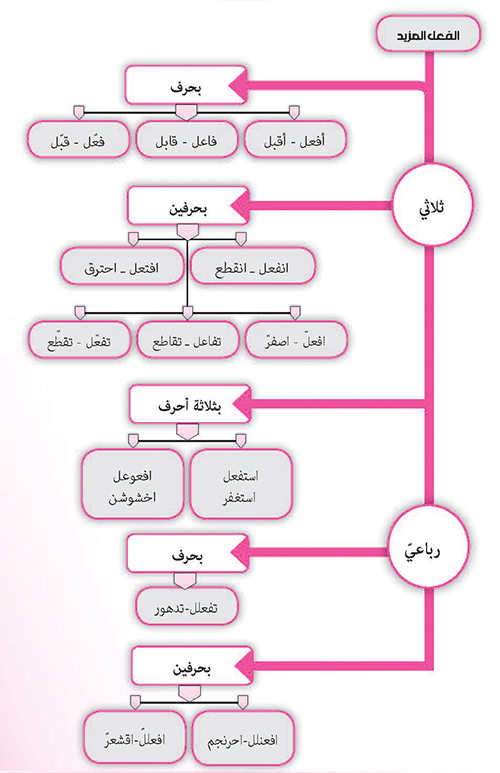 الفعل المزيد
بحرف
أفعل - أقبل
فاعل - قابل
فعّل - قبّل
ثلاثي
بحرفين
انفعل ـ انقطع
افتعل ـ احترق
افعلّ - اصفرّ
تفاعل ـ تقاطع
تفعّل - تقطّع
بثلاثة أحرف
استفعل
استغفر
افعوعل
اخشوشن
رباعيّ
بحرف
تفعلل-تدهور
بحرفين
افعنلل-احرنجم
افعللّ-اقشعرّ